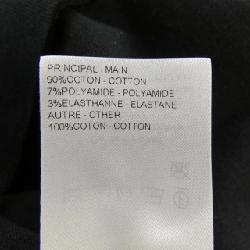 PRINCIPAL - MAIN
90%COTON - COTTON
7%POLYAMIDE - POLYAMIDE
3%ELASTHANNE - ELASTANE
AUTRE - OTHER
100%COTON - COTTON